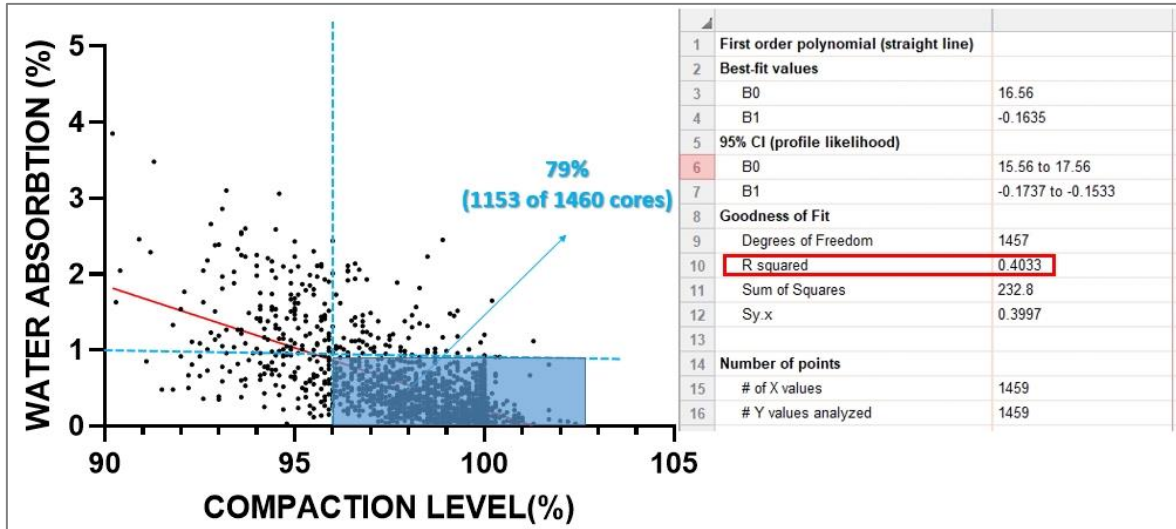 WATER ABSORBTION (%)
5
4
3
2
1
0
90
95
100
105
COMPACTION LEVEL(%)
79%
(1153 of 1460 cores)
1 First order polynomial (straight line)
2 Best-fit values
3 B0 16.56
4 B1 -0.1635
5 95% CI (profile likelihood)
6 B0 15.56 to 17.56
7 B1 -0.1737 to -0.1533
8 Goodness of Fit
9 Degrees of Freedom 1457
10 R squared 0.4033
11 Sum of Squares 232.8
12 Sy.x 0.3997
13
14 Number of points
15 # of X values 1459
16 # Y values analyzed 1459